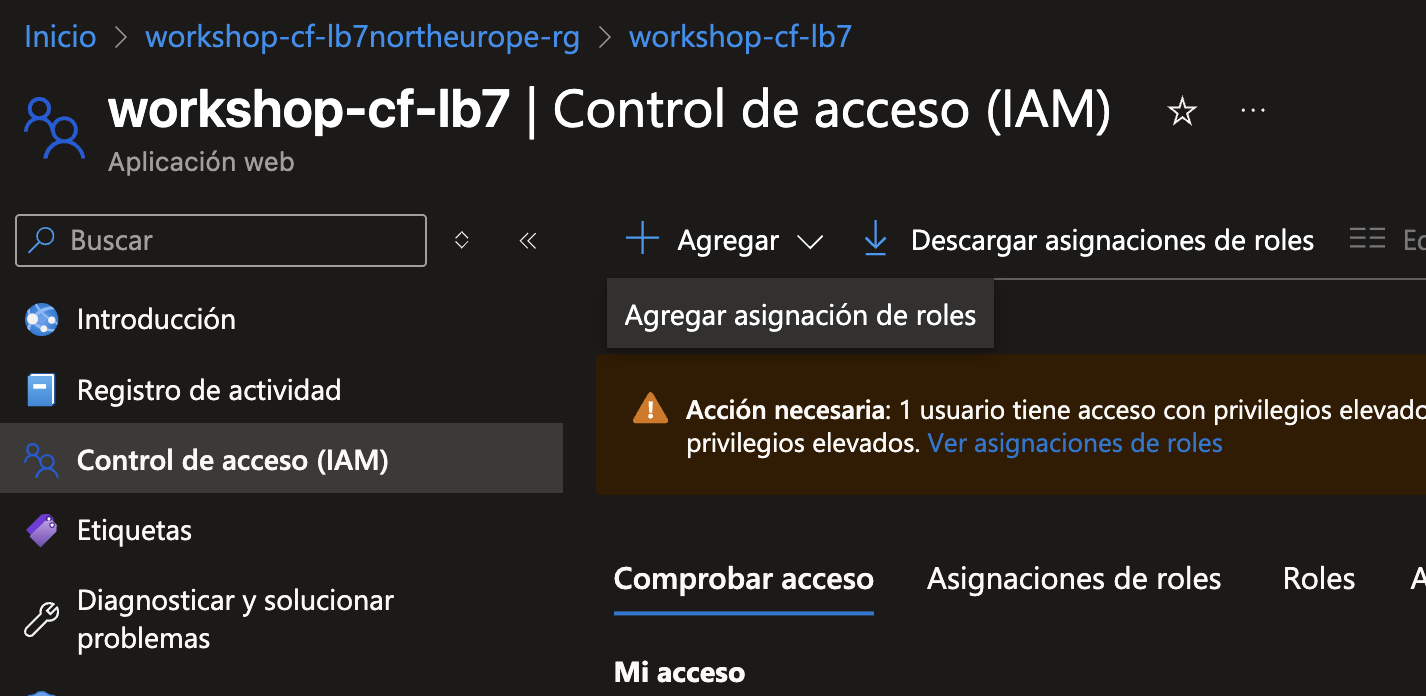 Inicio > workshop-cf-lb7northeurope-rg > workshop-cf-lb7
workshop-cf-lb7 | Control de acceso (IAM)
Aplicación web
Buscar
Agregar
Descargar asignaciones de roles
Agregar asignación de roles
Introducción
Registro de actividad
Control de acceso (IAM)
Etiquetas
Diagnosticar y solucionar
problemas
Acción necesaria: 1 usuario tiene acceso con privilegios
privilegios elevados. Ver asignaciones de roles
Comprobar acceso
Asignaciones de roles
Roles
Mi acceso